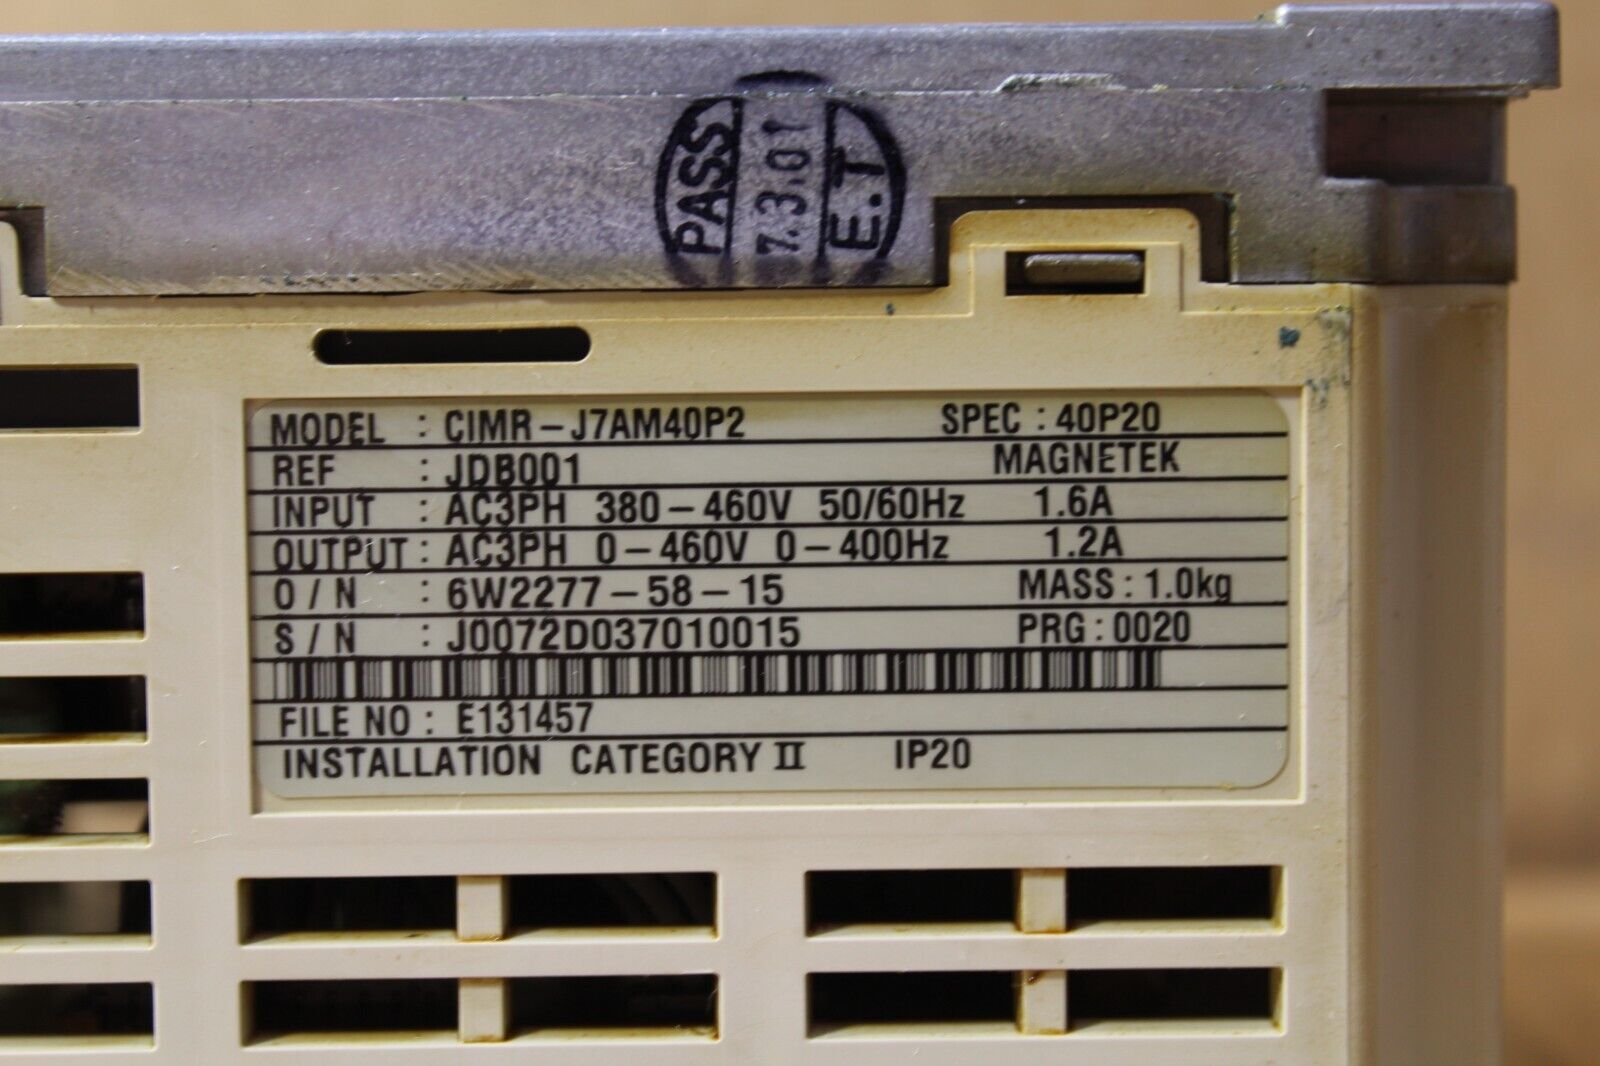 PASS
7.3.01
E.T
MODEL : CIMR-J7AM40P2 SPEC : 40P20
REF : JDB001 MAGNETEK
INPUT : AC3PH 380-460V 50/60Hz 1.6A
OUTPUT : AC3PH 0-460V 0-400Hz 1.2A
O/N : 6W2277-58-15 MASS : 1.0kg
S/N : J0072D037010015 PRG : 0020
FILE NO : E131457
INSTALLATION CATEGORY II IP20